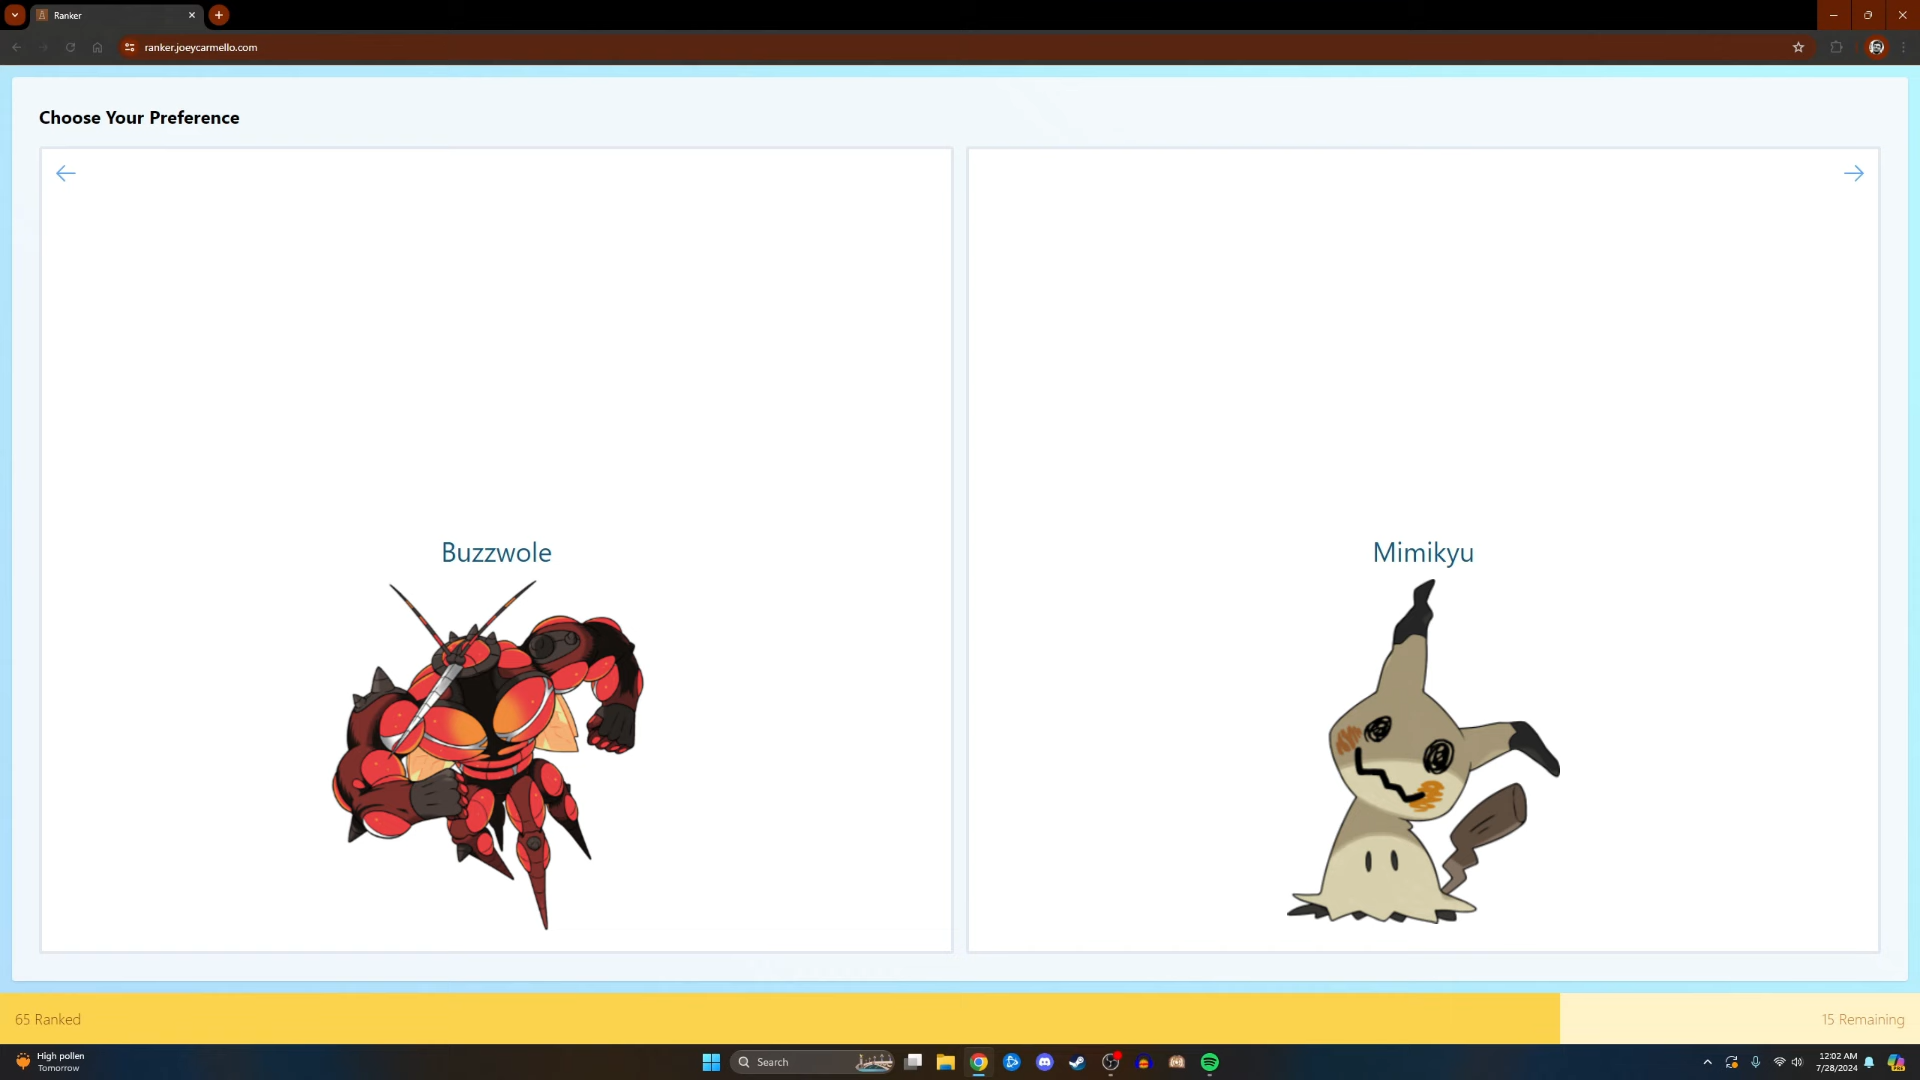 Ranker
ranker.joeycarmello.com
Choose Your Preference
Buzzwole
Mimikyu
65 Ranked
15 Remaining
High pollen
Tomorrow
Search
12:02 AM
7/28/2024